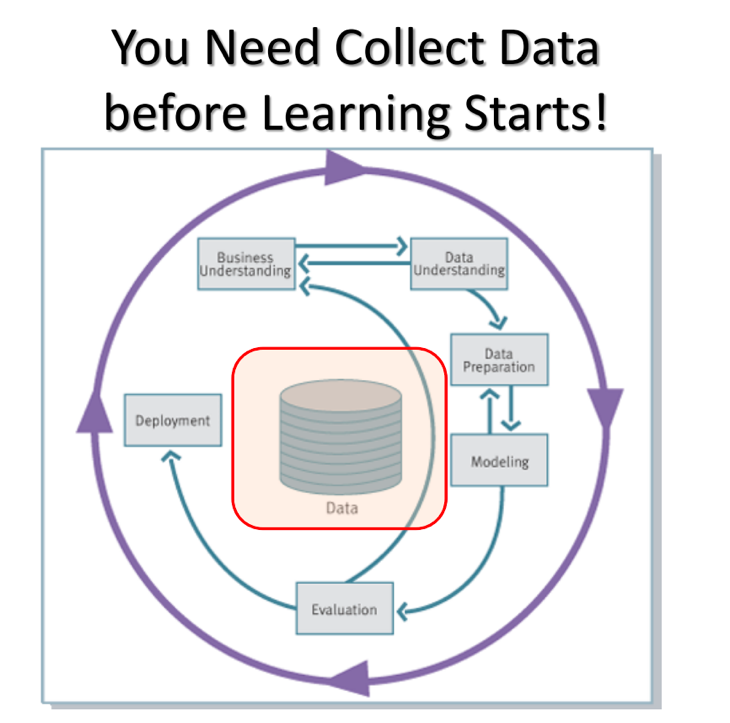 You Need Collect Data
before Learning Starts!
Business
Understanding
Data
Understanding
Data
Preparation
Deployment
Modeling
Data
Evaluation